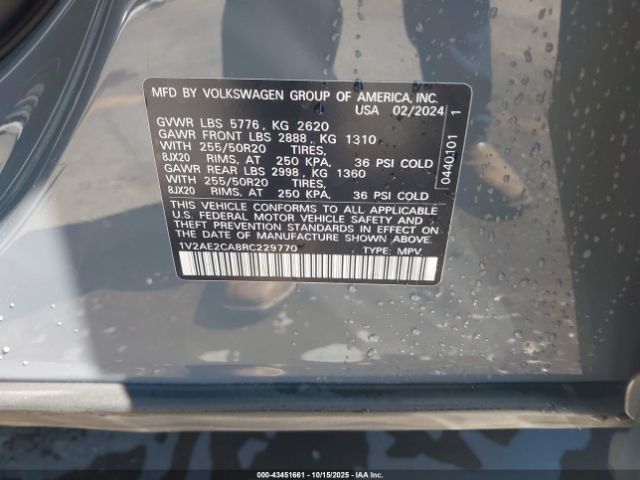 MFD BY VOLKSWAGEN GROUP OF AMERICA, INC.
USA 02/2024
GVWR LBS 5776, KG 2620
GAWR FRONT LBS 2888, KG 1310
WITH 255/50R20 TIRES,
8JX20 RIMS. AT 250 KPA, 36 PSI COLD
GAWR REAR LBS 2998, KG 1360
WITH 255/50R20 TIRES,
8JX20 RIMS. AT 250 KPA, 36 PSI COLD
THIS VEHICLE CONFORMS TO ALL APPLICABLE
U.S. FEDERAL MOTOR VEHICLE SAFETY AND
THEFT PREVENTION STANDARDS IN EFFECT ON
THE DATE OF MANUFACTURE SHOWN ABOVE.
1V2AE2CA8RC229770 TYPE: MPV.
0440101 1
000-43451661 - 10/15/2025 - IAAI.CA